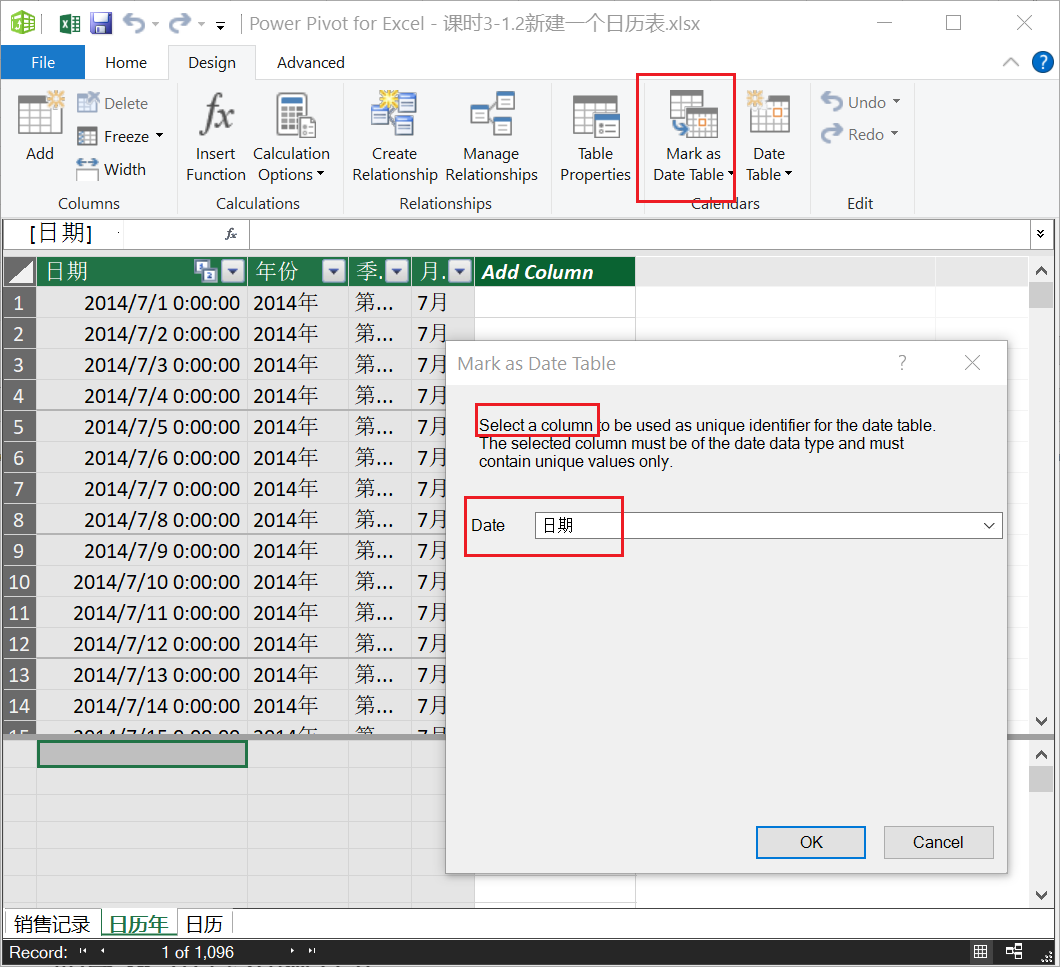 Power Pivot for Excel - 课时3-1.2新建一个日历表.xlsx
File Home Design Advanced
Add
Delete
Freeze
Width
Columns
fx
Insert Function
Calculation Options
Calculations
Create Relationship
Manage Relationships
Relationships
Table Properties
Mark as Date Table
Date Table
Calendars
Undo
Redo
Edit
[日期] fx
日期 年份 季. 月. Add Column
1 2014/7/1 0:00:00 2014年 第... 7月
2 2014/7/2 0:00:00 2014年 第... 7月
3 2014/7/3 0:00:00 2014年 第... 7月
4 2014/7/4 0:00:00 2014年 第... 7月
5 2014/7/5 0:00:00 2014年 第... 7月
6 2014/7/6 0:00:00 2014年 第... 7月
7 2014/7/7 0:00:00 2014年 第... 7月
8 2014/7/8 0:00:00 2014年 第... 7月
9 2014/7/9 0:00:00 2014年 第... 7月
10 2014/7/10 0:00:00 2014年 第... 7月
11 2014/7/11 0:00:00 2014年 第... 7月
12 2014/7/12 0:00:00 2014年 第... 7月
13 2014/7/13 0:00:00 2014年 第... 7月
14 2014/7/14 0:00:00 2014年 第... 7月
Mark as Date Table ?
Select a column to be used as unique identifier for the date table.
The selected column must be of the date data type and must
contain unique values only.
Date 日期
OK Cancel
销售记录 日历年 日历
Record: 1 of 1,096